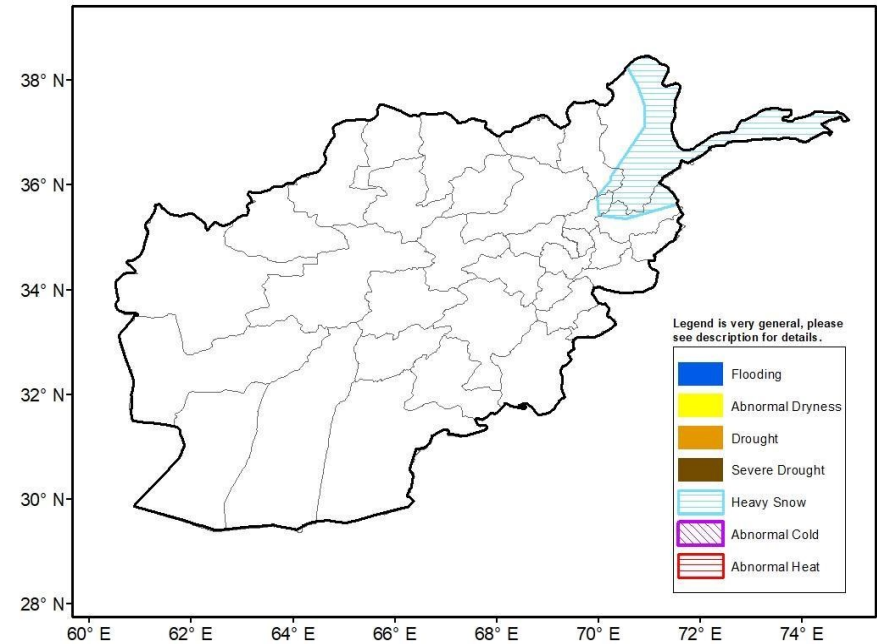 38° N
36° N
34° N
32° N
30° N
28° N
60° E 62° E 64° E 66° E 68° E 70° E 72° E 74° E
Legend is very general, please
see description for details.
Flooding
Abnormal Dryness
Drought
Severe Drought
Heavy Snow
Abnormal Cold
Abnormal Heat